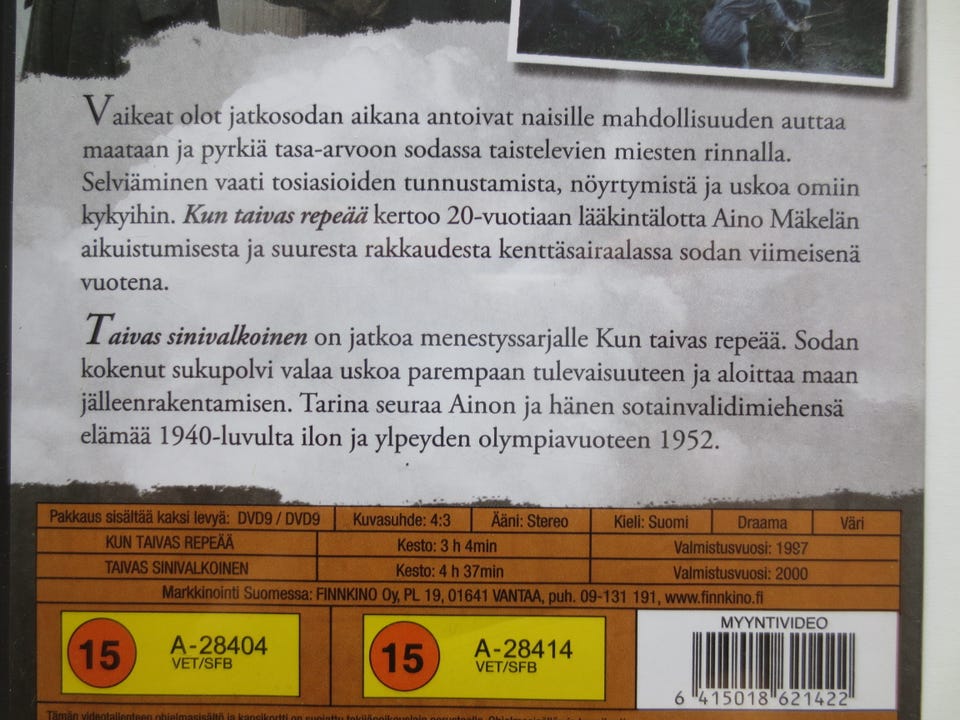 Vaikeat olot jatkosodan aikana antoivat naisille mahdollisuuden auttaa
maataan ja pyrkiä tasa-arvoon sodassa taistelevien miesten rinnalla.
Selviäminen vaati tosiasioiden tunnustamista, nöyrtymistä ja uskoa omiin
kykyihin. Kun taivas repeää kertoo 20-vuotiaan lääkintälotta Aino Mäkelän
aikuistumisesta ja suuresta rakkaudesta kenttäsairaalassa sodan viimeisenä
vuotena.
Taivas sinivalkoinen on jatkoa menestyssarjalle Kun taivas repeää. Sodan
kokenut sukupolvi valaa uskoa parempaan tulevaisuuteen ja aloittaa maan
jälleenrakentamisen. Tarina seuraa Ainon ja hänen sotainvalidimiehensä
elämää 1940-luvulta ilon ja ylpeyden olympiavuoteen 1952.
Pakkaus sisältää kaksi levyä: DVD9 / DVD9 Kuvasuhde: 4:3 Ääni: Stereo Kieli: Suomi Draama Väri
KUN TAIVAS REPEÄÄ Kesto: 3 h 4min Valmistusvuosi: 1997
TAIVAS SINIVALKOINEN Kesto: 4 h 37min Valmistusvuosi: 2000
Markkinointi Suomessa: FINNKINO Oy, PL 19, 01641 VANTAA, puh. 09-131 191, www.finnkino.fi
15 A-28404 VET/SFB
15 A-28414 VET/SFB
MYYNTIVIDEO
6 415018 621422